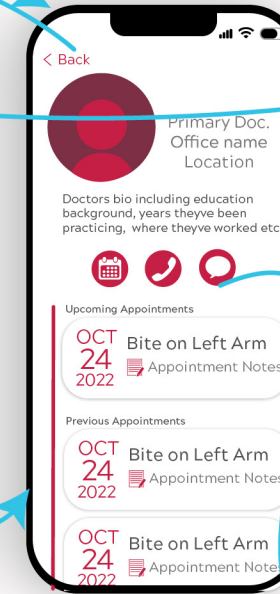 < Back
Primary Doc.
Office name
Location
Doctors bio including education
background, years theyve been
practicing, where theyve worked etc
Upcoming Appointments
OCT
24
2022
Bite on Left Arm
Appointment Notes
Previous Appointments
OCT
24
2022
Bite on Left Arm
Appointment Notes
OCT
24
2022
Bite on Left Arm
Appointment Notes